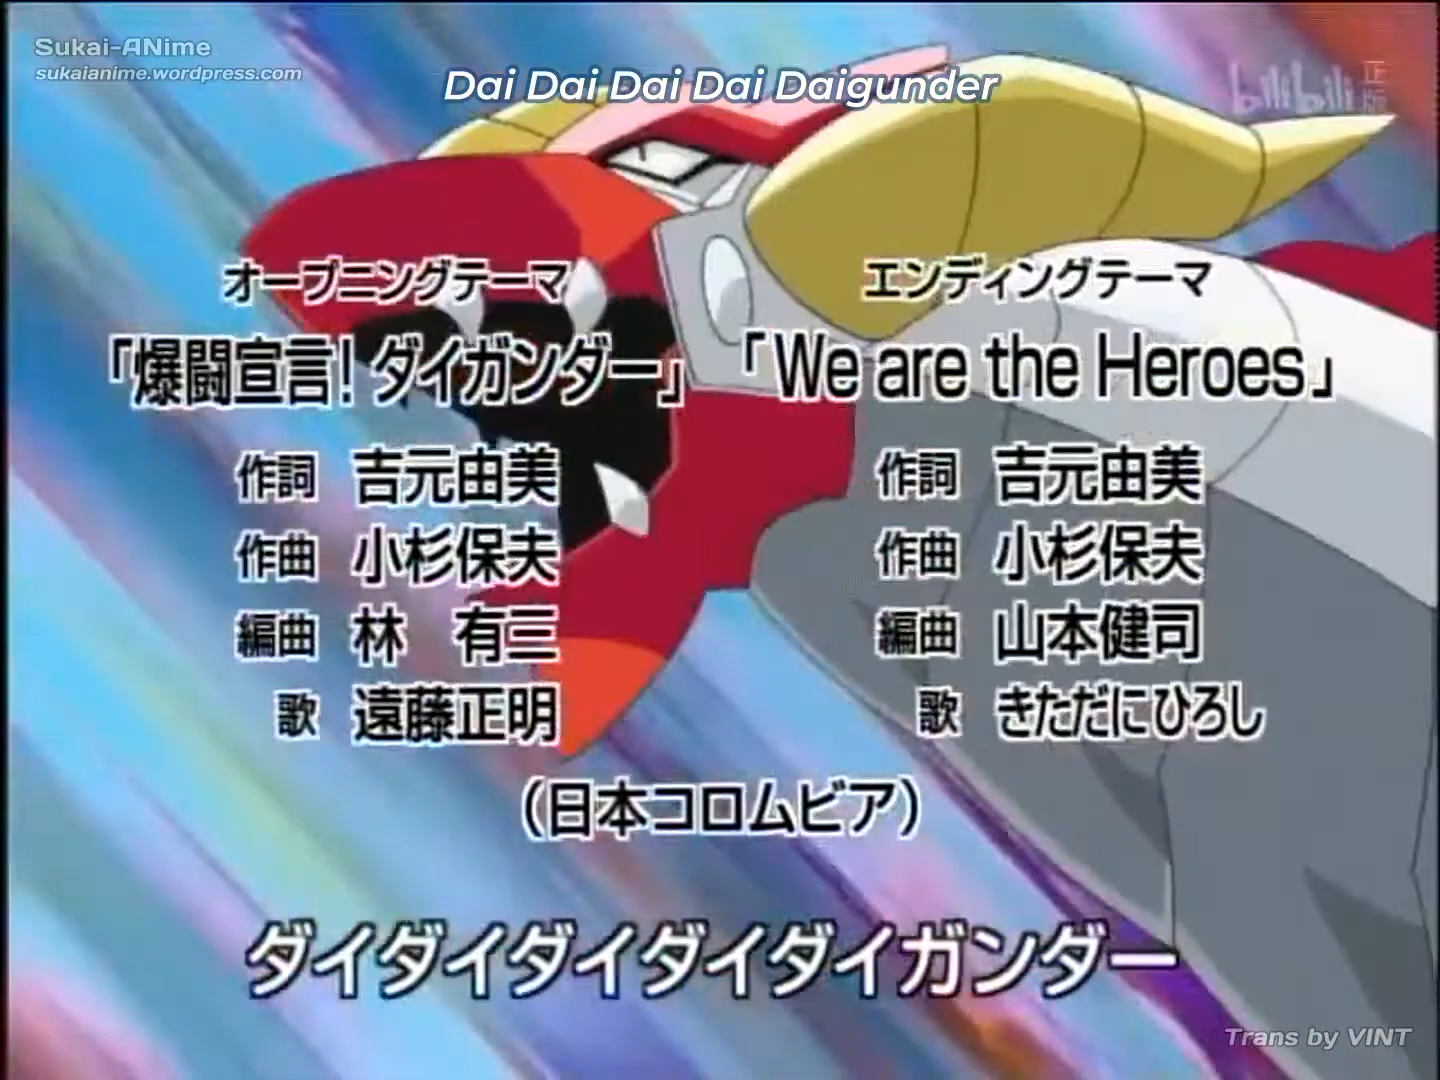 Sukai-ANime
sukaianime.wordpress.com
Dai Dai Dai Dai Daigunder
bilibili 正版
オープニングテーマ
「爆闘宣言！ダイガンダー」
作詞 吉元由美
作曲 小杉保夫
編曲 林 有三
歌 遠藤正明
エンディングテーマ
「We are the Heroes」
作詞 吉元由美
作曲 小杉保夫
編曲 山本健司
歌 きただにひろし
（日本コロムビア）
ダイダイダイダイダイガンダー
Trans by VINT